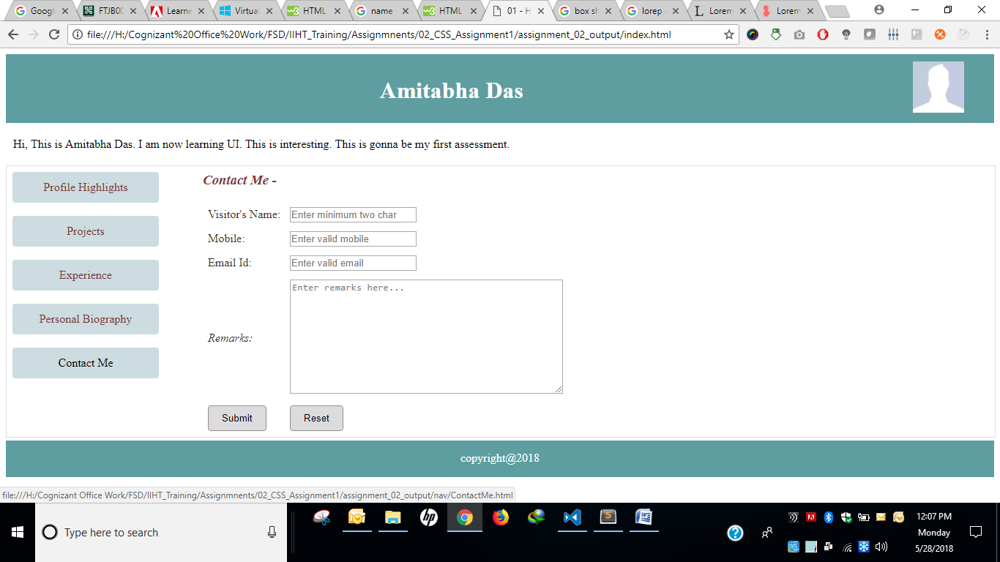 Google
FTJB00
Learne
Virtual
HTML
name
HTML
01 - H
box sh
lorep
Lorem
Lorem
file:///H:/Cognizant%20Office%20Work/FSD/IIHT_Training/Assignmnents/02_CSS_Assignment1/assignment_02_output/index.html
Amitabha Das
Hi, This is Amitabha Das. I am now learning UI. This is interesting. This is gonna be my first assessment.
Profile Highlights
Projects
Experience
Personal Biography
Contact Me
Contact Me -
Visitor's Name:
Enter minimum two char
Mobile:
Enter valid mobile
Email Id:
Enter valid email
Remarks:
Enter remarks here...
Submit
Reset
copyright@2018
file:///H:/Cognizant Office Work/FSD/IIHT_Training/Assignmnents/02_CSS_Assignment1/assignment_02_output/nav/ContactMe.html
Type here to search
12:07 PM
Monday
5/28/2018